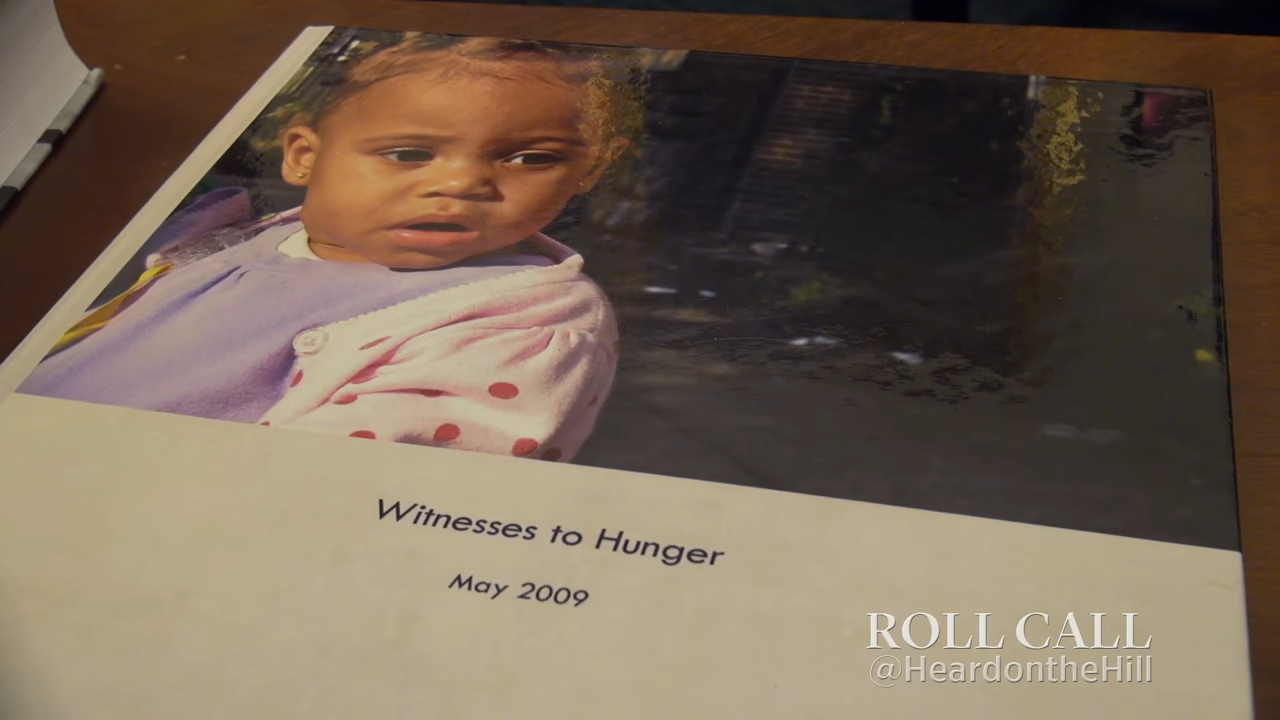 Witnesses to Hunger
May 2009
ROLL CALL
@HeardontheHill